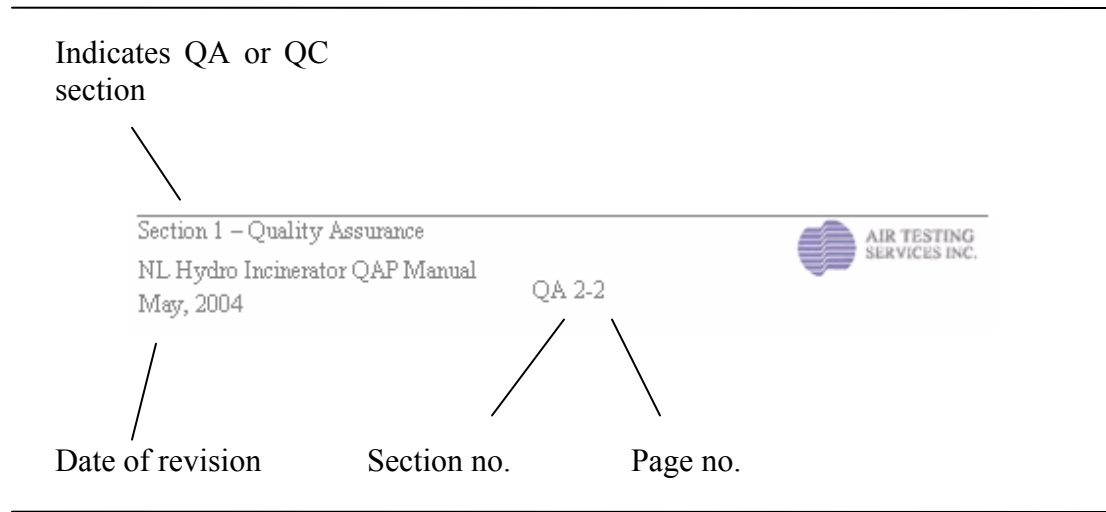 Indicates QA or QC
section
Section 1 – Quality Assurance
NL Hydro Incinerator QAP Manual
May, 2004
QA 2-2
AIR TESTING
SERVICES INC.
Date of revision
Section no.
Page no.